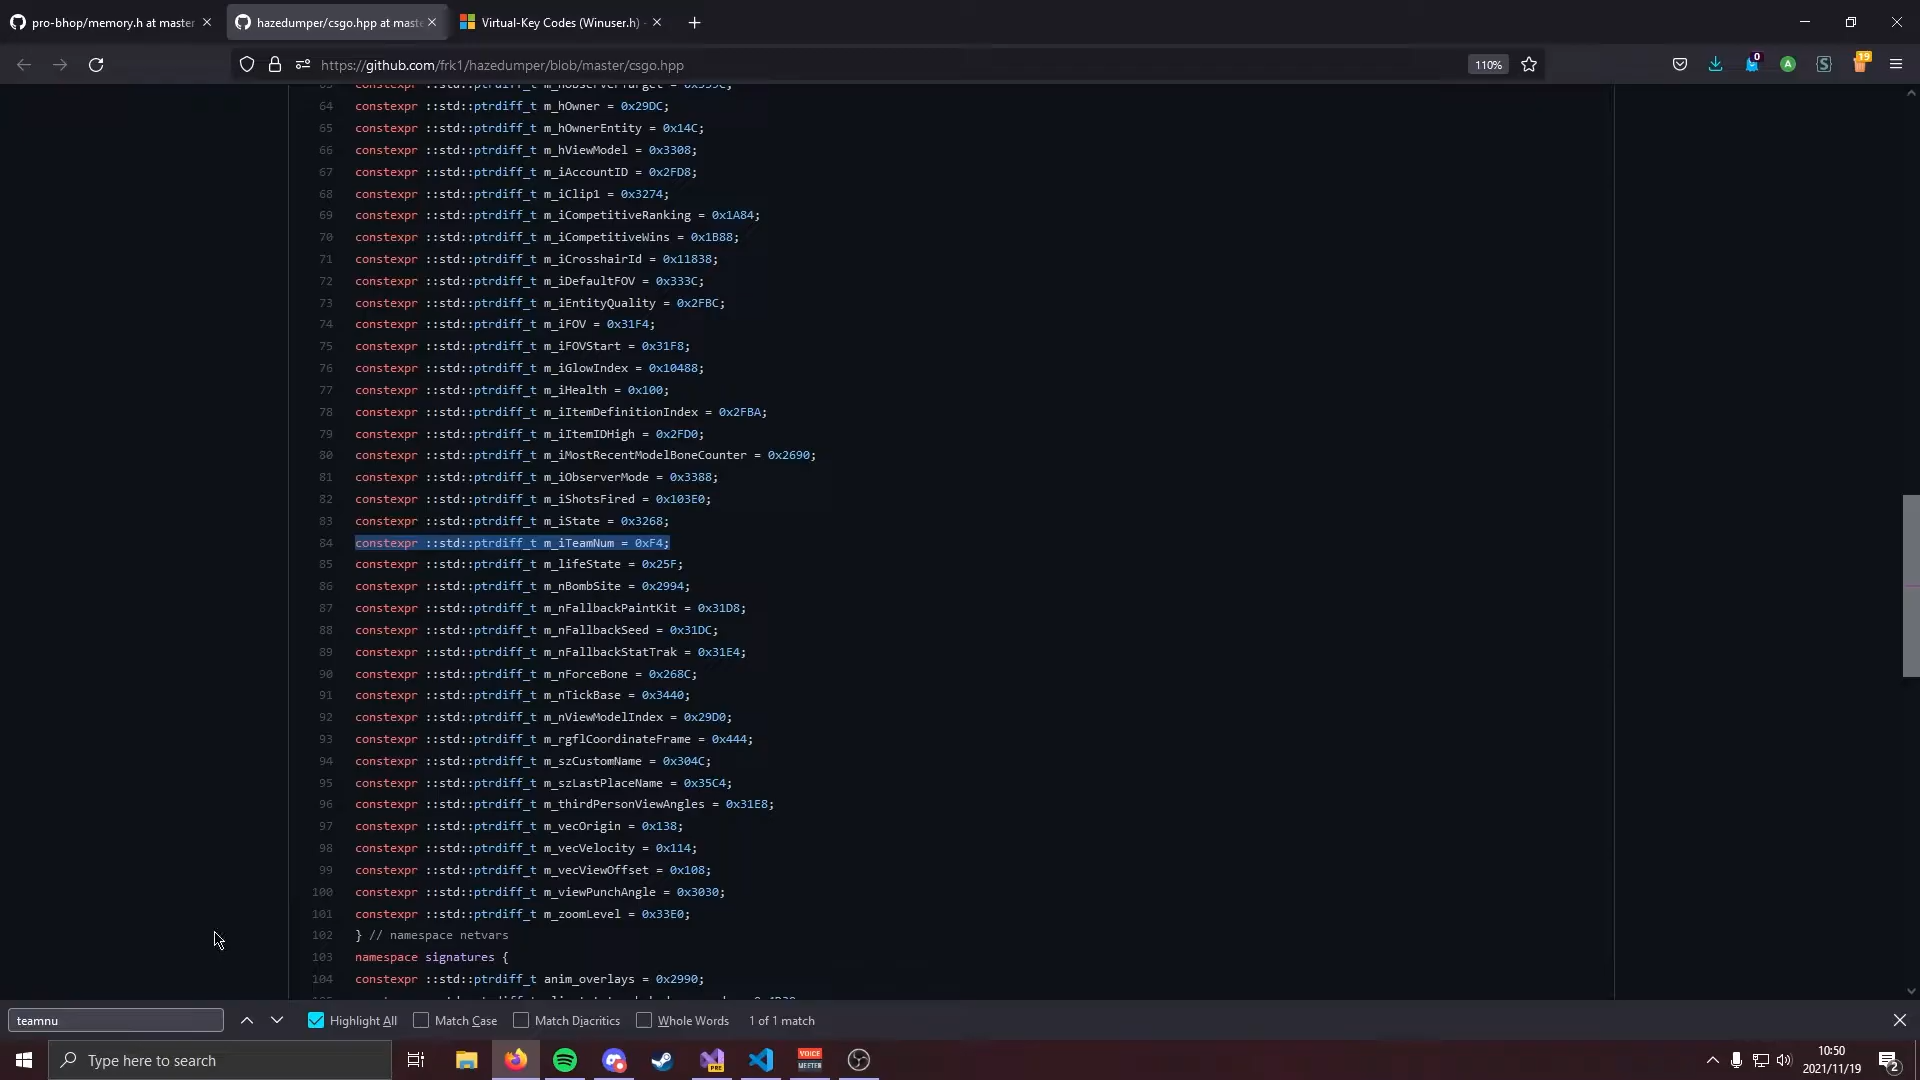 pro-bhop/memory.h at master
hazedumper/csgo.hpp at maste
Virtual-Key Codes (Winuser.h) -
https://github.com/frk1/hazedumper/blob/master/csgo.hpp
110%
0
A
S
19
64 constexpr ::std::ptrdiff_t m_hOwner = 0x29DC;
65 constexpr ::std::ptrdiff_t m_hOwnerEntity = 0x14C;
66 constexpr ::std::ptrdiff_t m_hViewModel = 0x3308;
67 constexpr ::std::ptrdiff_t m_iAccountID = 0x2FD8;
68 constexpr ::std::ptrdiff_t m_iClip1 = 0x3274;
69 constexpr ::std::ptrdiff_t m_iCompetitiveRanking = 0x1A84;
70 constexpr ::std::ptrdiff_t m_iCompetitiveWins = 0x1B88;
71 constexpr ::std::ptrdiff_t m_iCrosshairId = 0x11838;
72 constexpr ::std::ptrdiff_t m_iDefaultFOV = 0x333C;
73 constexpr ::std::ptrdiff_t m_iEntityQuality = 0x2FBC;
74 constexpr ::std::ptrdiff_t m_iFOV = 0x31F4;
75 constexpr ::std::ptrdiff_t m_iFOVStart = 0x31F8;
76 constexpr ::std::ptrdiff_t m_iGlowIndex = 0x10488;
77 constexpr ::std::ptrdiff_t m_iHealth = 0x100;
78 constexpr ::std::ptrdiff_t m_iItemDefinitionIndex = 0x2FBA;
79 constexpr ::std::ptrdiff_t m_iItemIDHigh = 0x2FD0;
80 constexpr ::std::ptrdiff_t m_iMostRecentModelBoneCounter = 0x2690;
81 constexpr ::std::ptrdiff_t m_iObserverMode = 0x3388;
82 constexpr ::std::ptrdiff_t m_iShotsFired = 0x103E0;
83 constexpr ::std::ptrdiff_t m_iState = 0x3268;
84 constexpr ::std::ptrdiff_t m_iTeamNum = 0xF4;
85 constexpr ::std::ptrdiff_t m_lifeState = 0x25F;
86 constexpr ::std::ptrdiff_t m_nBombSite = 0x2994;
87 constexpr ::std::ptrdiff_t m_nFallbackPaintKit = 0x31D8;
88 constexpr ::std::ptrdiff_t m_nFallbackSeed = 0x31DC;
89 constexpr ::std::ptrdiff_t m_nFallbackStatTrak = 0x31E4;
90 constexpr ::std::ptrdiff_t m_nForceBone = 0x268C;
91 constexpr ::std::ptrdiff_t m_nTickBase = 0x3440;
92 constexpr ::std::ptrdiff_t m_nViewModelIndex = 0x29D0;
93 constexpr ::std::ptrdiff_t m_rgflCoordinateFrame = 0x444;
94 constexpr ::std::ptrdiff_t m_szCustomName = 0x304C;
95 constexpr ::std::ptrdiff_t m_szLastPlaceName = 0x35C4;
96 constexpr ::std::ptrdiff_t m_thirdPersonViewAngles = 0x31E8;
97 constexpr ::std::ptrdiff_t m_vecOrigin = 0x138;
98 constexpr ::std::ptrdiff_t m_vecVelocity = 0x114;
99 constexpr ::std::ptrdiff_t m_vecViewOffset = 0x108;
100 constexpr ::std::ptrdiff_t m_viewPunchAngle = 0x3030;
101 constexpr ::std::ptrdiff_t m_zoomLevel = 0x33E0;
102 } // namespace netvars
103 namespace signatures {
104 constexpr ::std::ptrdiff_t anim_overlays = 0x2990;
teamnu
Highlight All
Match Case
Match Diacritics
Whole Words
1 of 1 match
Type here to search
PRE
VOICE
MEETER
10:50
2021/11/19
2